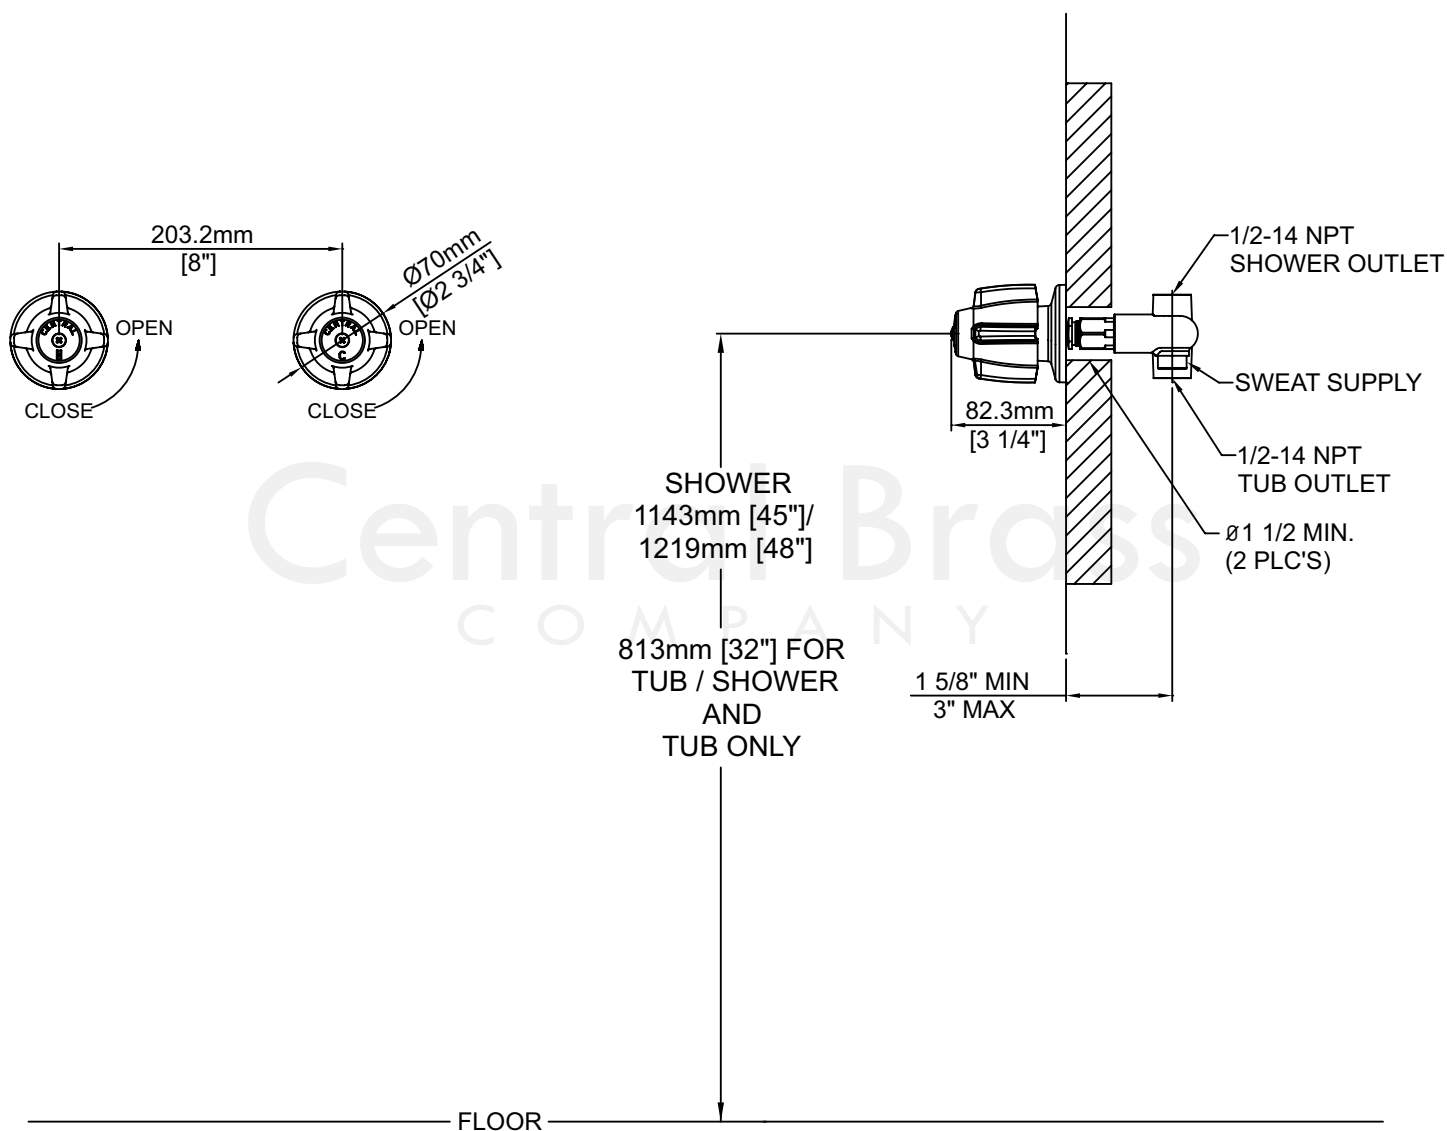 203.2mm
[8"]
Ø70mm
[Ø2 3/4"]
CENTRAL
H
OPEN
CLOSE
CENTRAL
C
OPEN
CLOSE
1/2-14 NPT
SHOWER OUTLET
SWEAT SUPPLY
82.3mm
[3 1/4"]
1/2-14 NPT
TUB OUTLET
Ø1 1/2 MIN.
(2 PLC'S)
SHOWER
1143mm [45"]/
1219mm [48"]
Central Brass
COMPANY
813mm [32"] FOR
TUB / SHOWER
AND
TUB ONLY
1 5/8" MIN
3" MAX
FLOOR